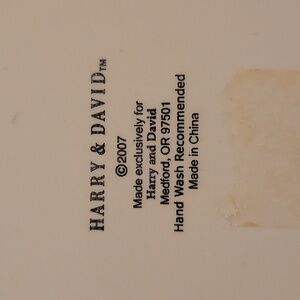 HARRY & DAVID™
©2007
Made exclusively for
Harry and David
Medford, OR 97501
Hand Wash Recommended
Made in China